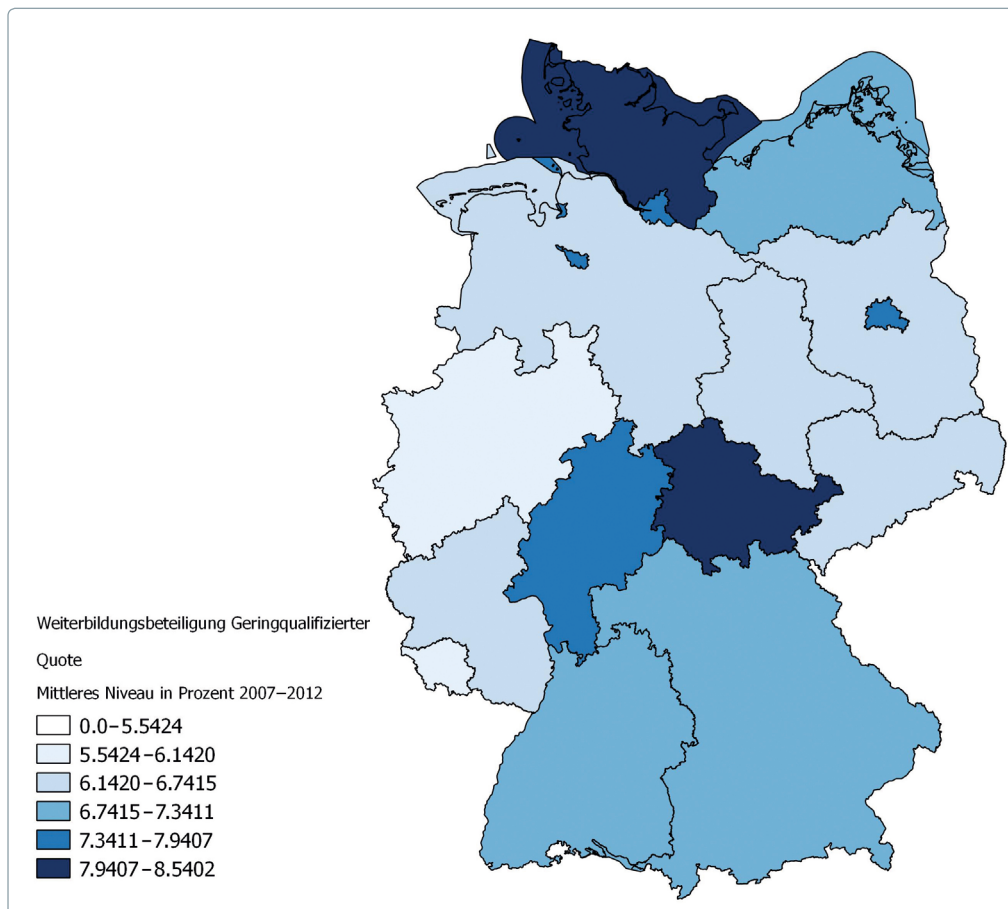 Weiterbildungsbeteiligung Geringqualifizierter
Quote
Mittleres Niveau in Prozent 2007–2012
0.0–5.5424
5.5424–6.1420
6.1420–6.7415
6.7415–7.3411
7.3411–7.9407
7.9407–8.5402